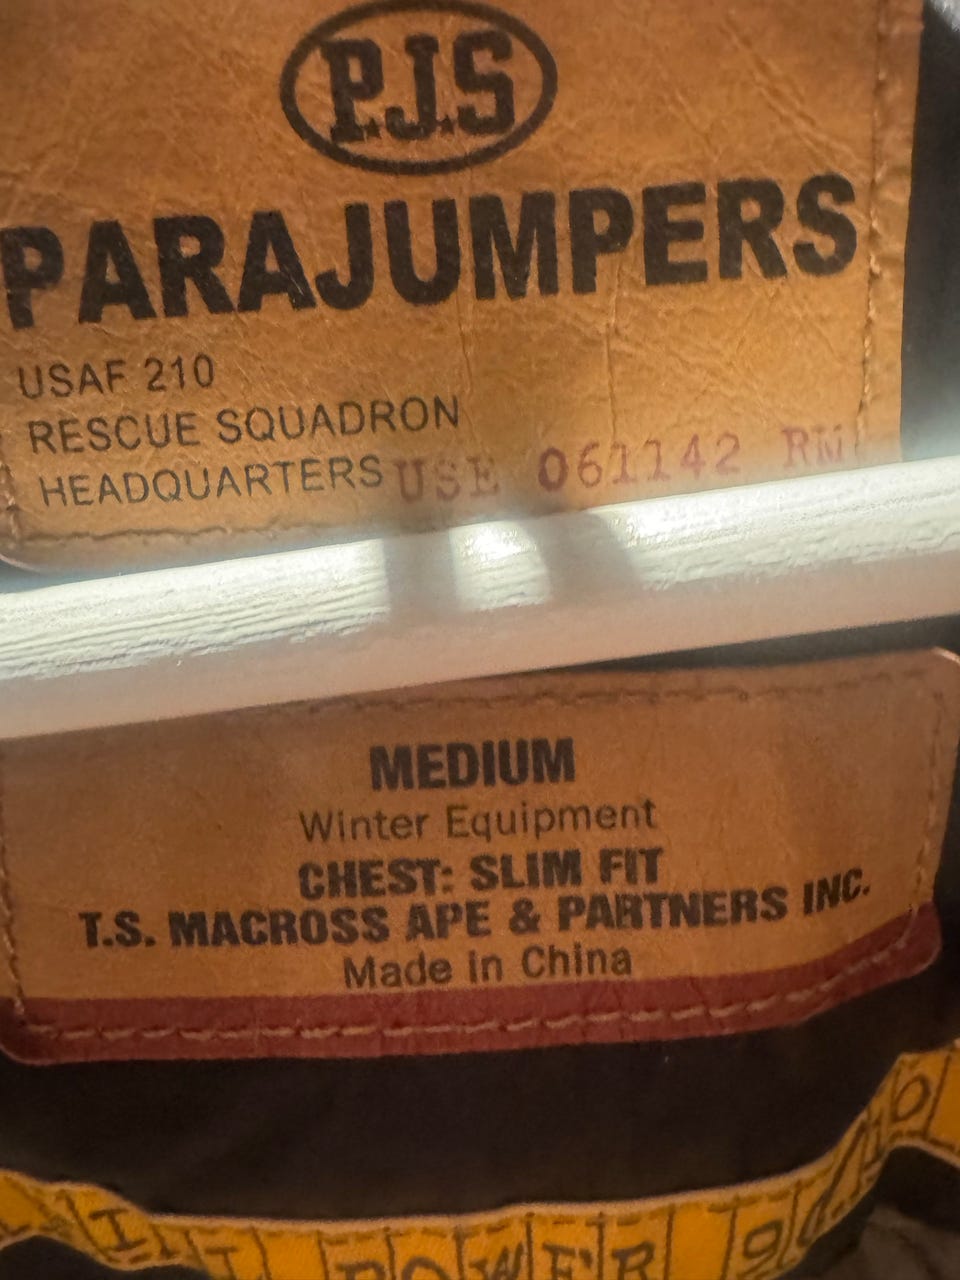 P.J.S
PARAJUMPERS
USAF 210
RESCUE SQUADRON
HEADQUARTERS USE 061142 RM
MEDIUM
Winter Equipment
CHEST: SLIM FIT
T.S. MACROSS APE & PARTNERS INC.
Made in China
POWER